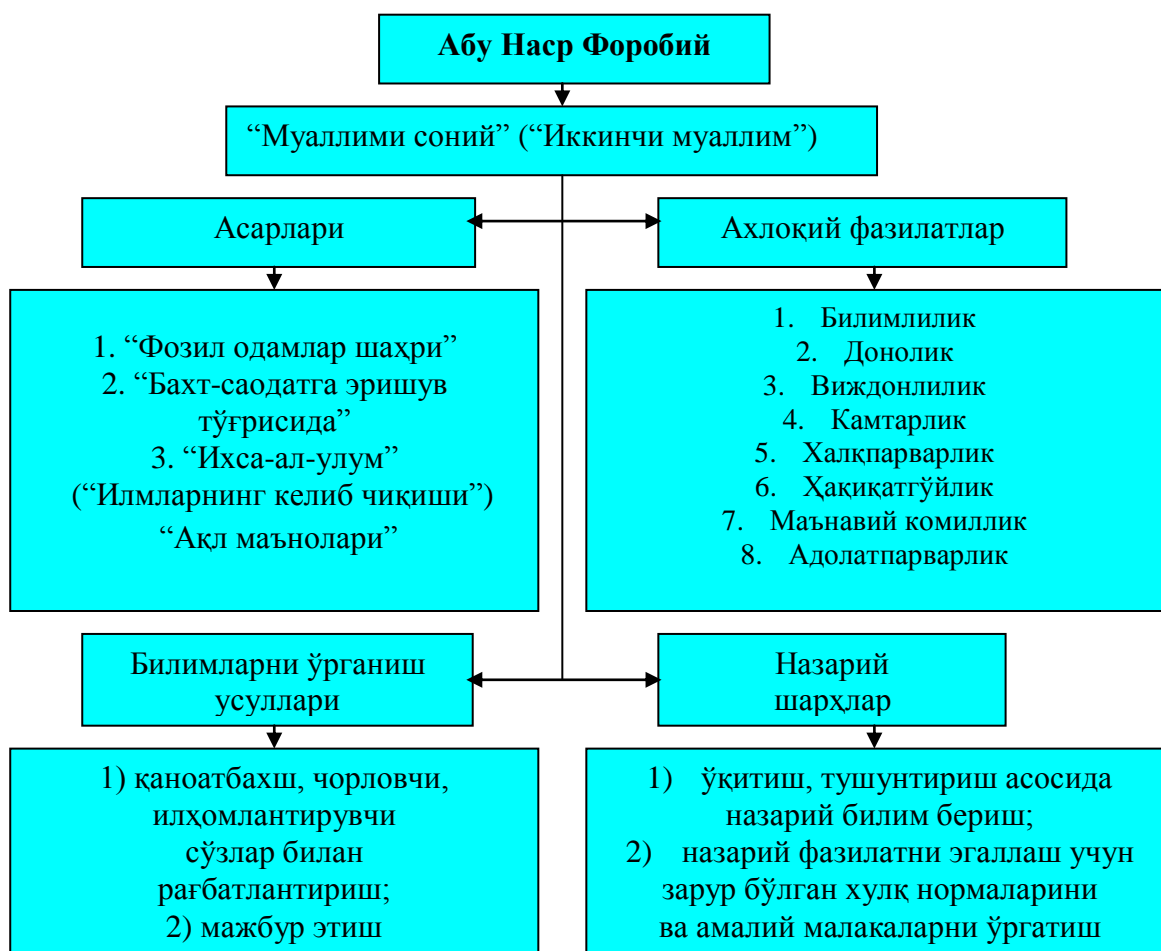 Абу Наср Форобий
“Муаллими соний” (“Иккинчи муаллим”)
Асарлари
Ахлоқий фазилатлар
1. “Фозил одамлар шаҳри”
2. “Бахт-саодатга эришув
тўғрисида”
3. “Ихса-ал-улум”
(“Илмларнинг келиб чиқиши”)
“Ақл маънолари”
1. Билимлилик
2. Донолик
3. Виждонлилик
4. Камтарлик
5. Халқпарварлик
6. Ҳақиқатгўйлик
7. Маънавий комиллик
8. Адолатпарварлик
Билимларни ўрганиш
усуллари
Назарий
шарҳлар
1) қаноатбахш, чорловчи,
илҳомлантирувчи
сўзлар билан
рағбатлантириш;
2) мажбур этиш
1) ўқитиш, тушунтириш асосида
назарий билим бериш;
2) назарий фазилатни эгаллаш учун
зарур бўлган хулқ нормаларини
ва амалий малакаларни ўргатиш